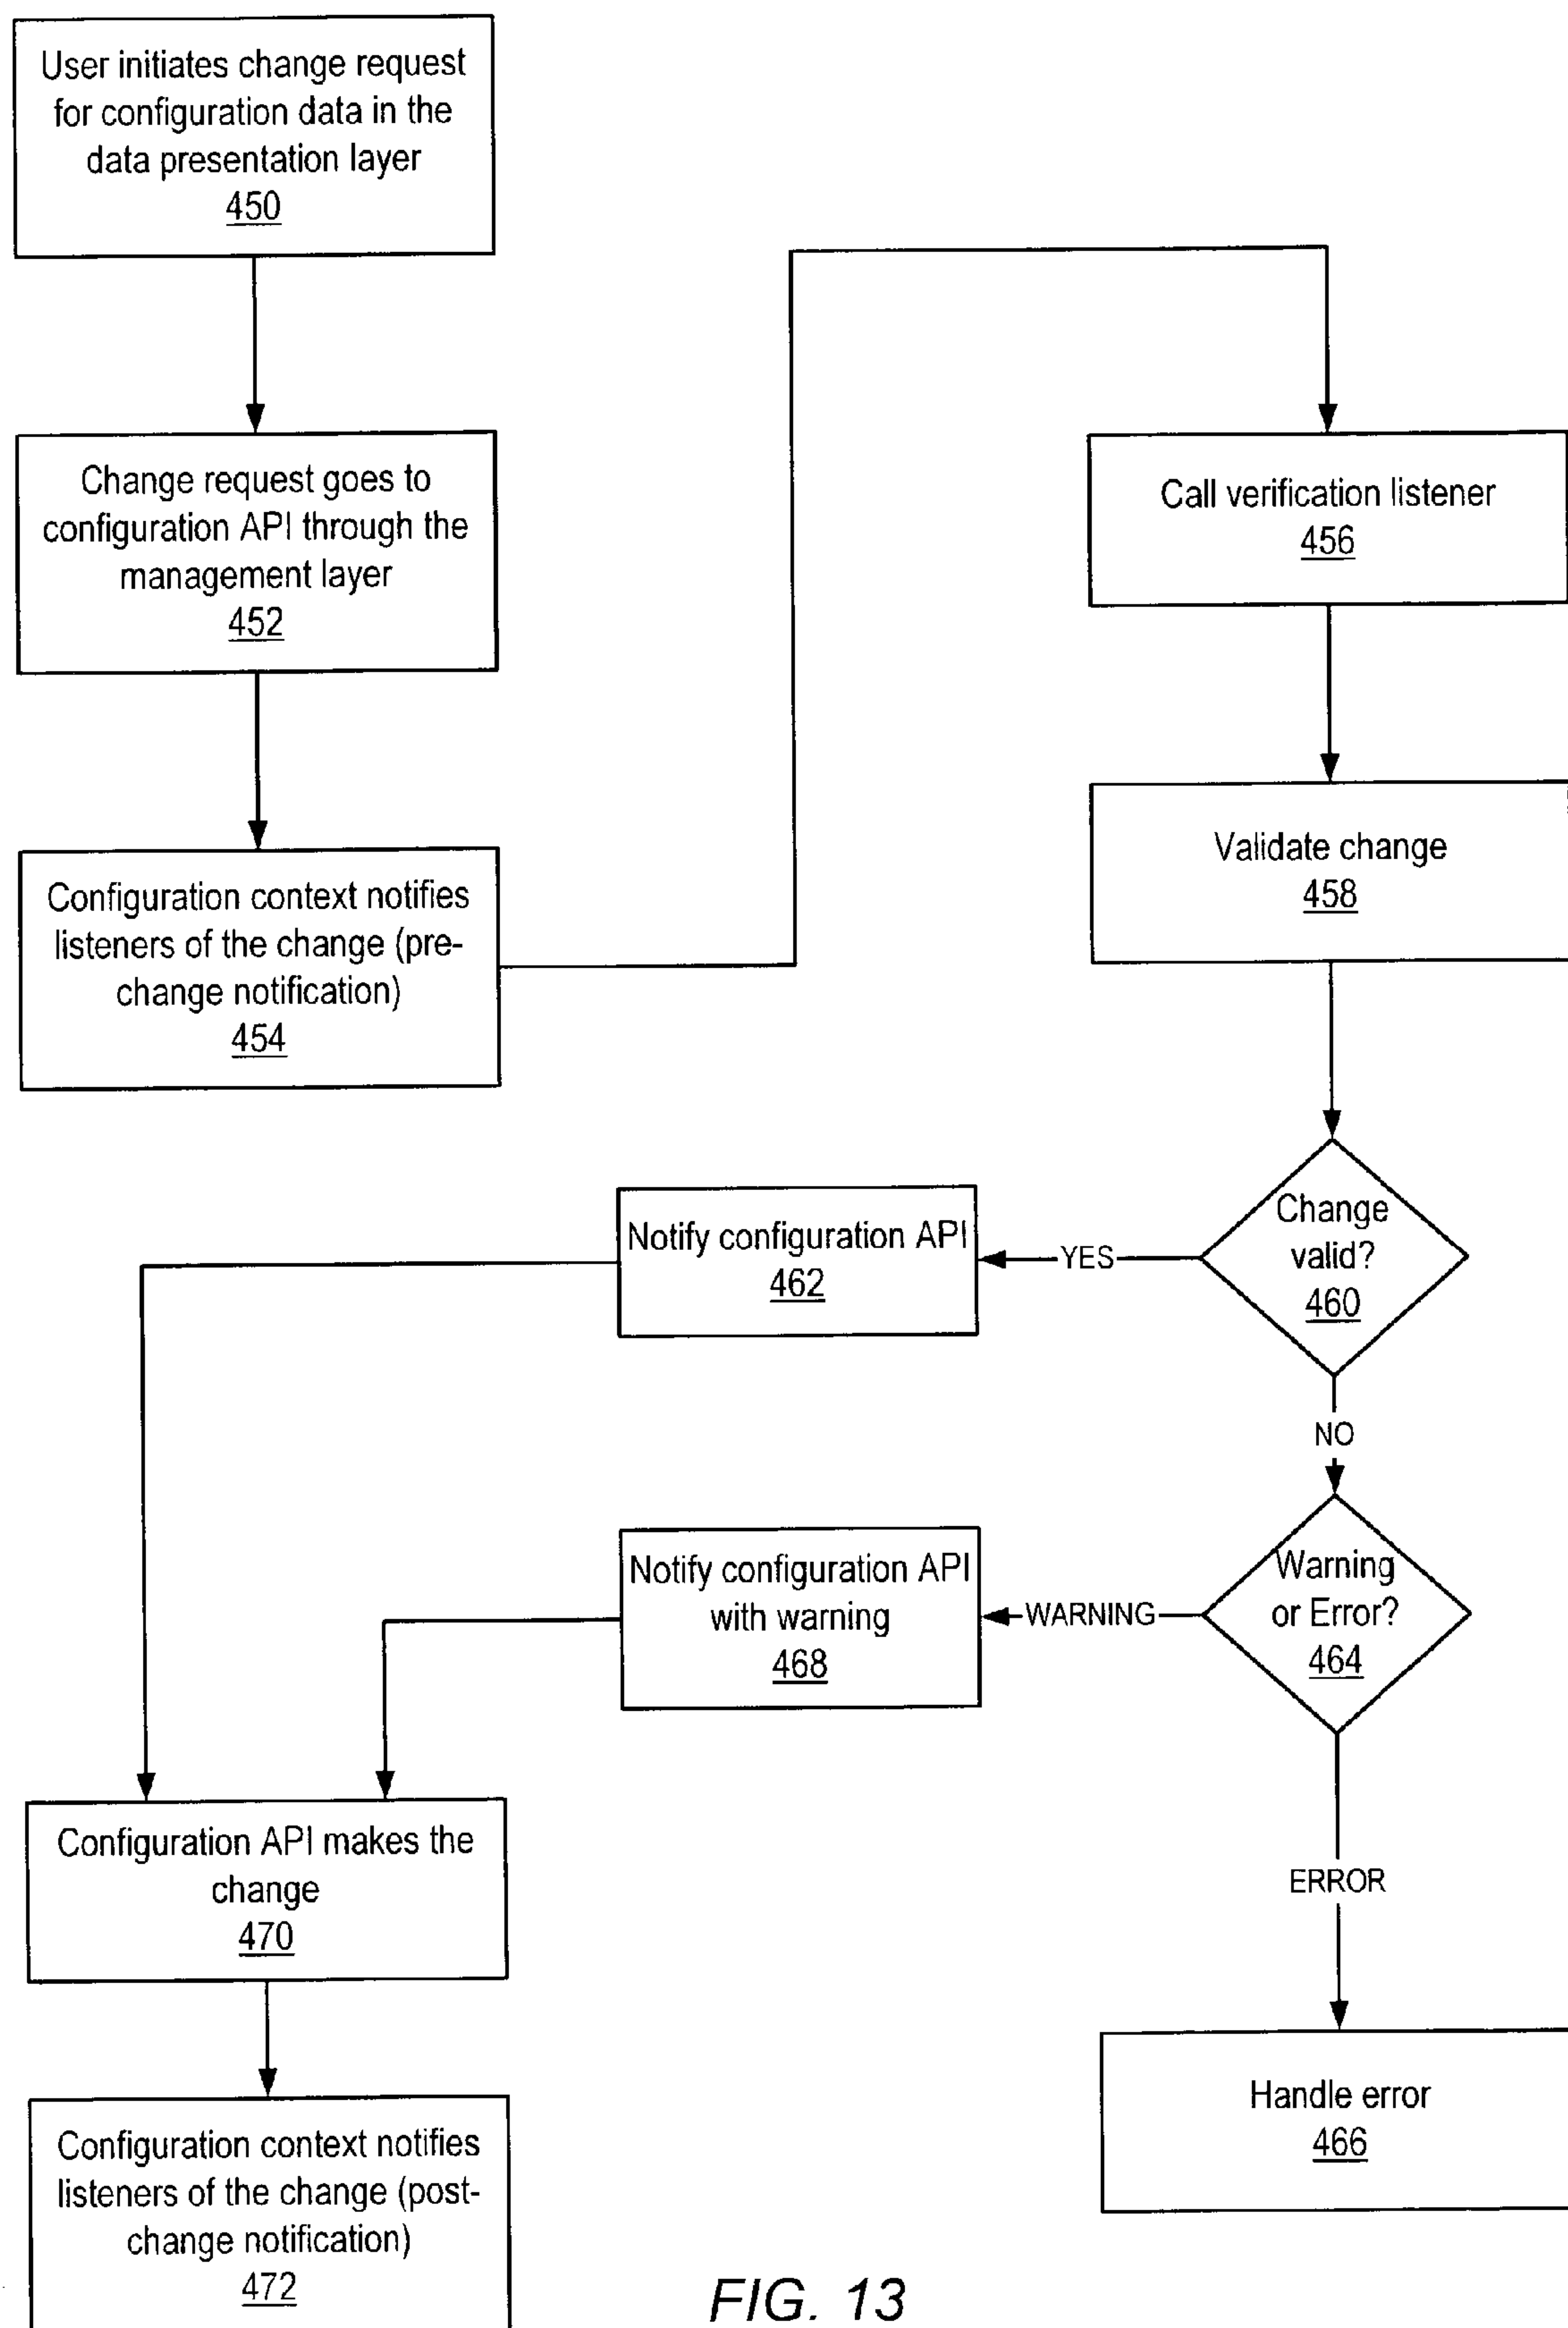 User initiates change request
for configuration data in the
data presentation layer
450
Change request goes to
configuration API through the
management layer
452
Configuration context notifies
listeners of the change (pre-
change notification)
454
Call verification listener
456
Validate change
458
Change
valid?
460
YES
Notify configuration API
462
NO
Warning
or Error?
464
WARNING
Notify configuration API
with warning
468
ERROR
Handle error
466
Configuration API makes the
change
470
Configuration context notifies
listeners of the change (post-
change notification)
472
FIG. 13